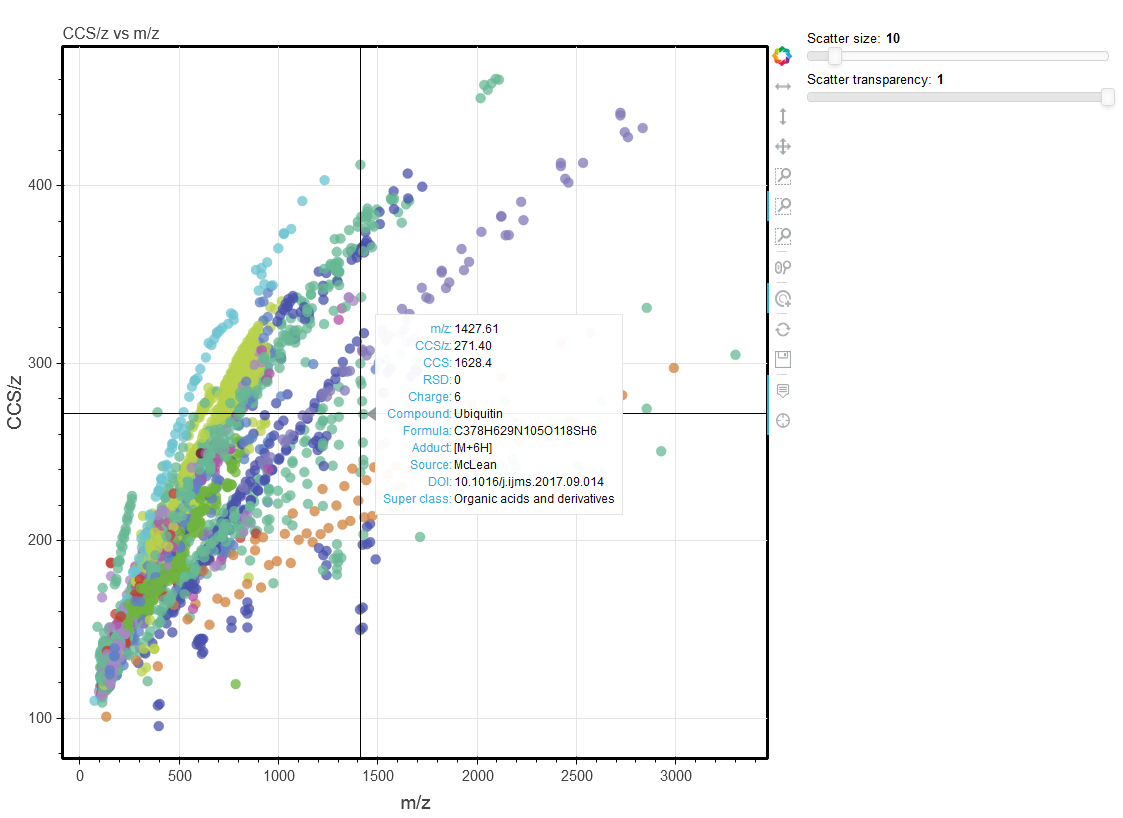 CCS/z vs m/z
Scatter size: 10
Scatter transparency: 1
CCS/z
400
300
200
100
m/z: 1427.61
CCS/z: 271.40
CCS: 1628.4
RSD: 0
Charge: 6
Compound: Ubiquitin
Formula: C378H629N105O118SH6
Adduct: [M+6H]
Source: McLean
DOI: 10.1016/j.ijms.2017.09.014
Super class: Organic acids and derivatives
0 500 1000 1500 2000 2500 3000
m/z